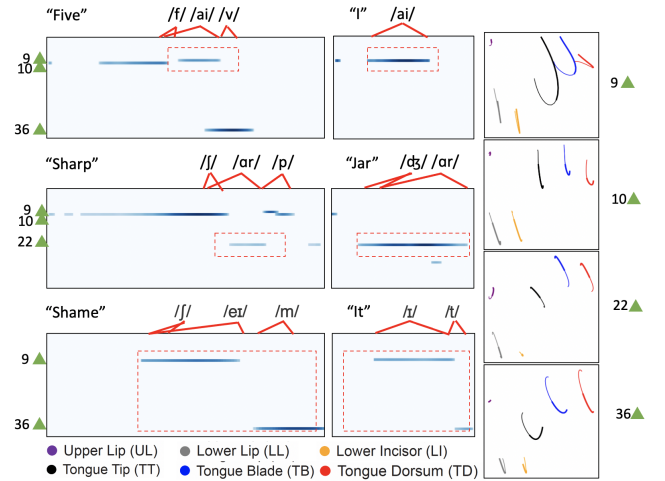 “Five” /f/ /ai/ /v/ “I” /ai/
9
10
36
9
“Sharp” /ʃ/ /ɑr/ /p/ “Jar” /ʤ/ /ɑr/
10
9
10
22
22
“Shame” /ʃ/ /eɪ/ /m/ “It” /ɪ/ /t/
9
36
36
Upper Lip (UL) Lower Lip (LL) Lower Incisor (LI)
Tongue Tip (TT) Tongue Blade (TB) Tongue Dorsum (TD)